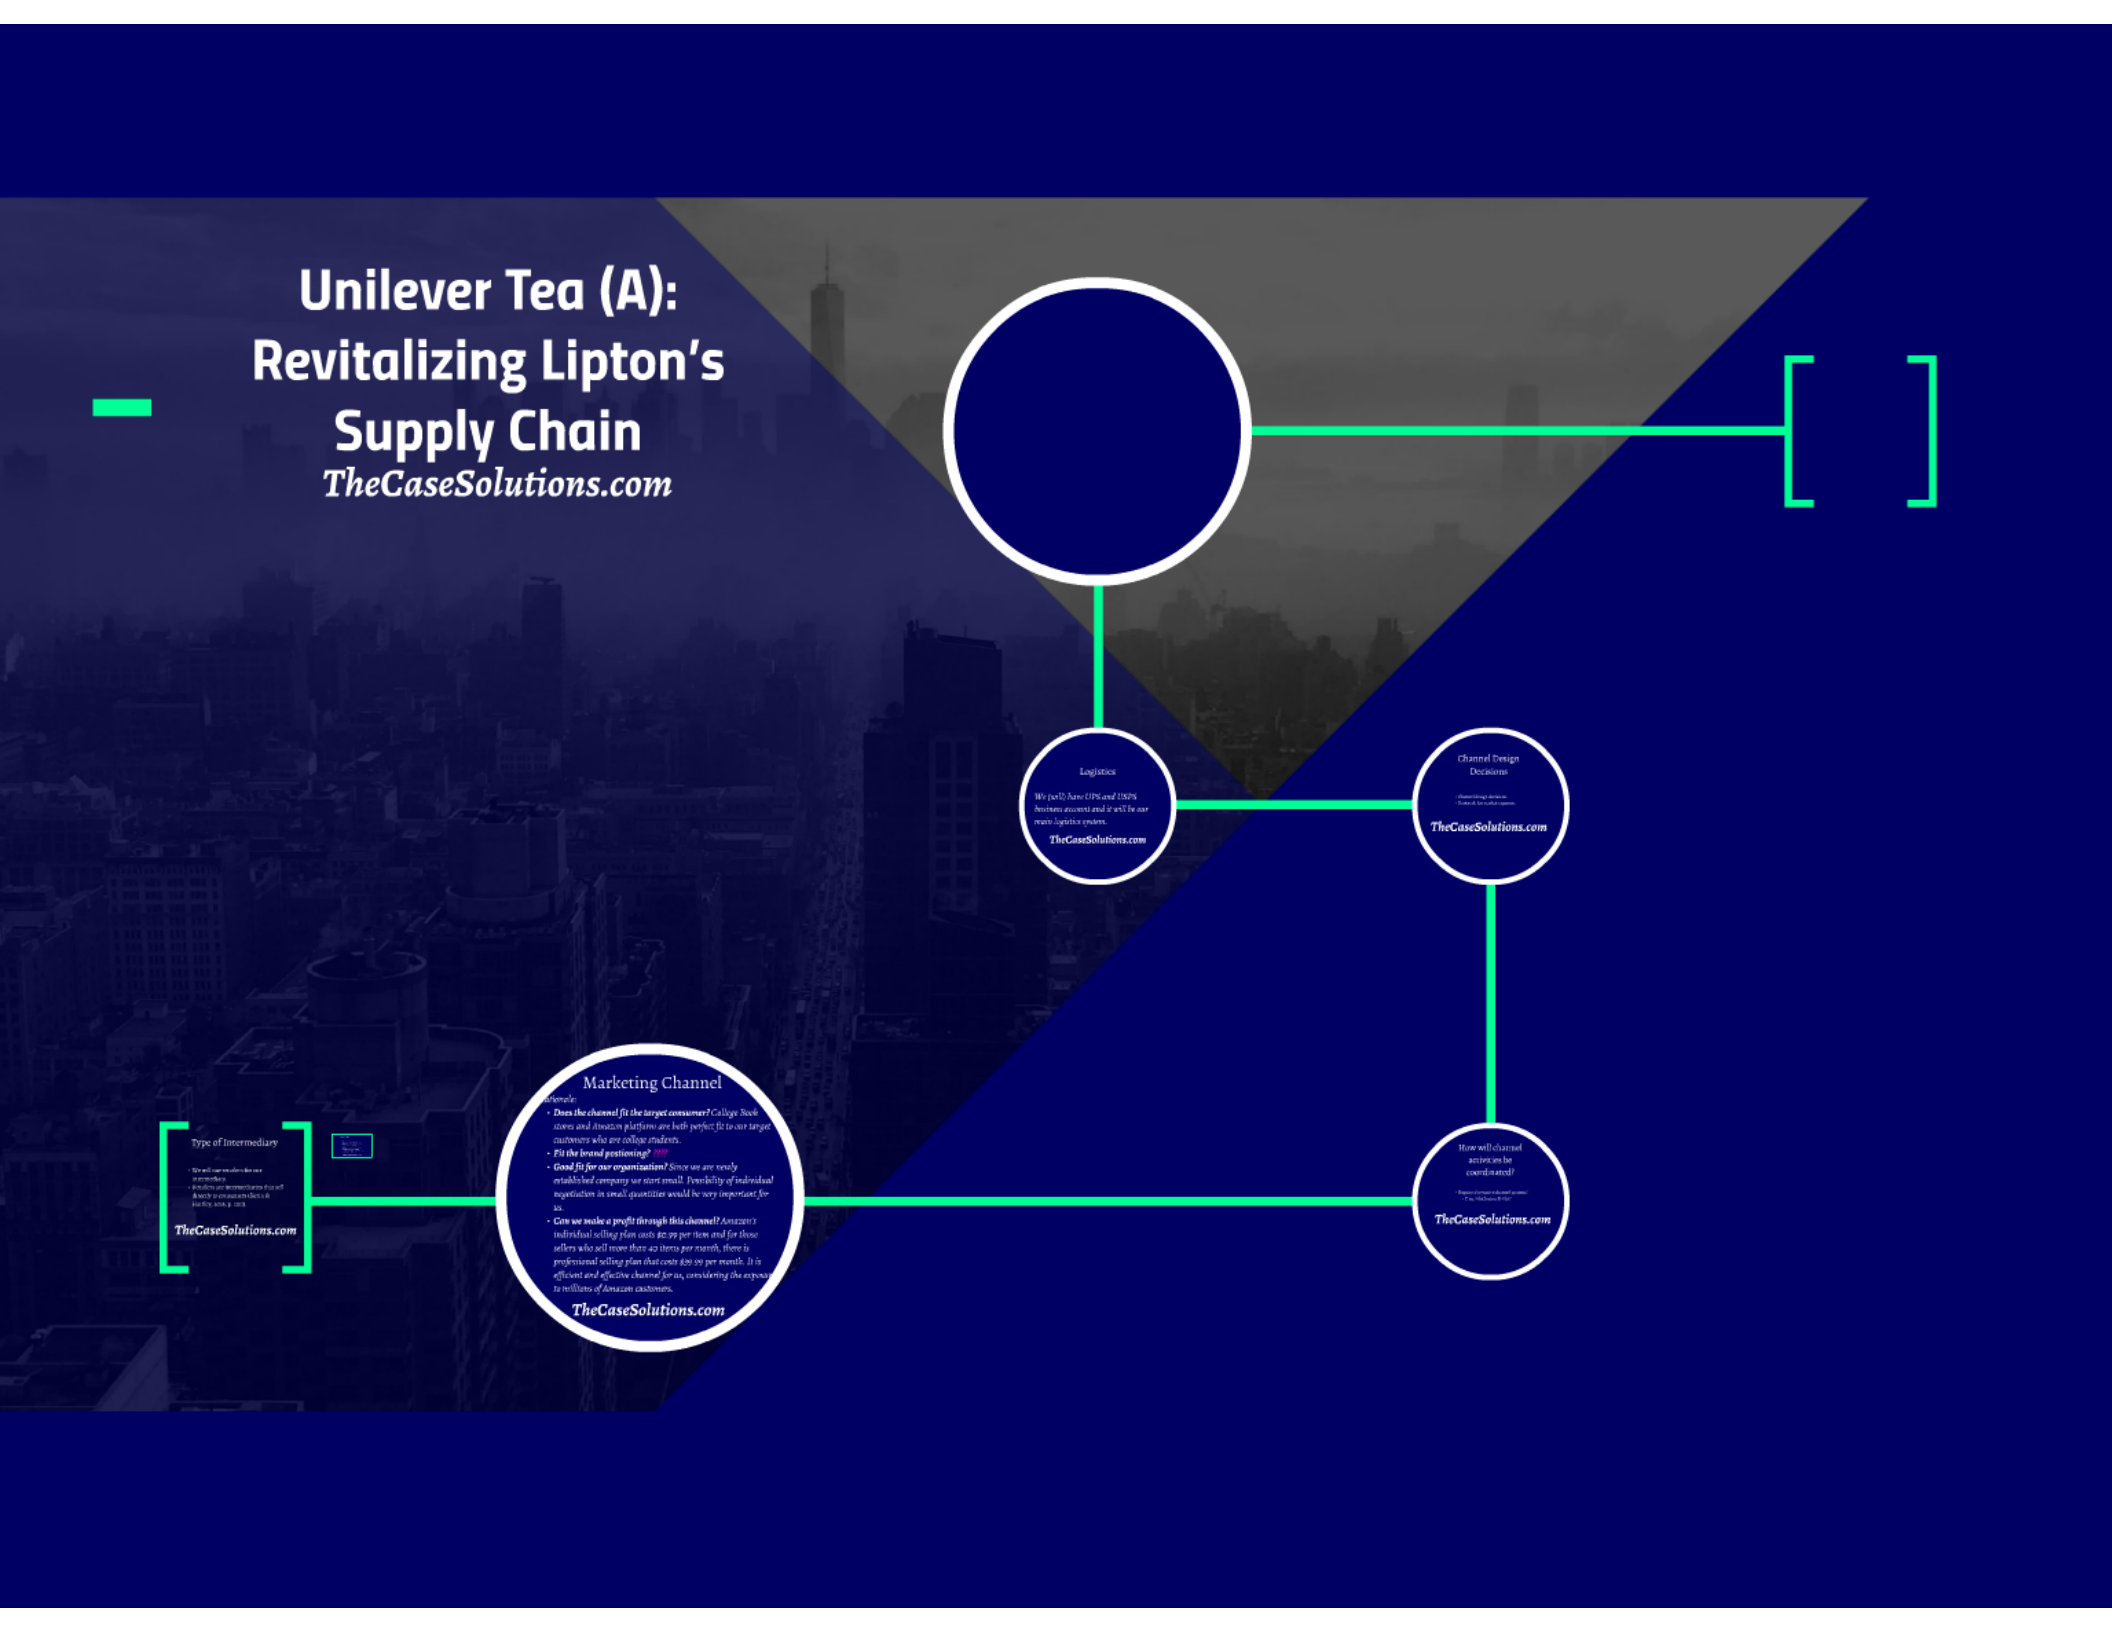 Unilever Tea (A):
Revitalizing Lipton's
Supply Chain
TheCaseSolutions.com
Logistics
We (will) have UPS and USPS
business account and it will be our
main logistics system.
TheCaseSolutions.com
Channel Design
Decisions
TheCaseSolutions.com
Marketing Channel
• Does the channel fit the target consumer? College Book
stores and Amazon platform are both perfect fit to our target
customers who are college students.
• Fit the brand postioning? ????
• Good fit for our organization? Since we are newly
established company we start small. Possibility of individual
negotiation in small quantities would be very important for
us.
• Can we make a profit through this channel? Amazon's
individual selling plan costs $0.99 per item and for those
sellers who sell more than 40 items per month, there is
professional selling plan that costs $39.99 per month. It is
efficient and effective channel for us, considering the
to millions of Amazon customers.
TheCaseSolutions.com
Type of Intermediary
intermediary.
TheCaseSolutions.com
How will channel
activities be
coordinated?
TheCaseSolutions.com